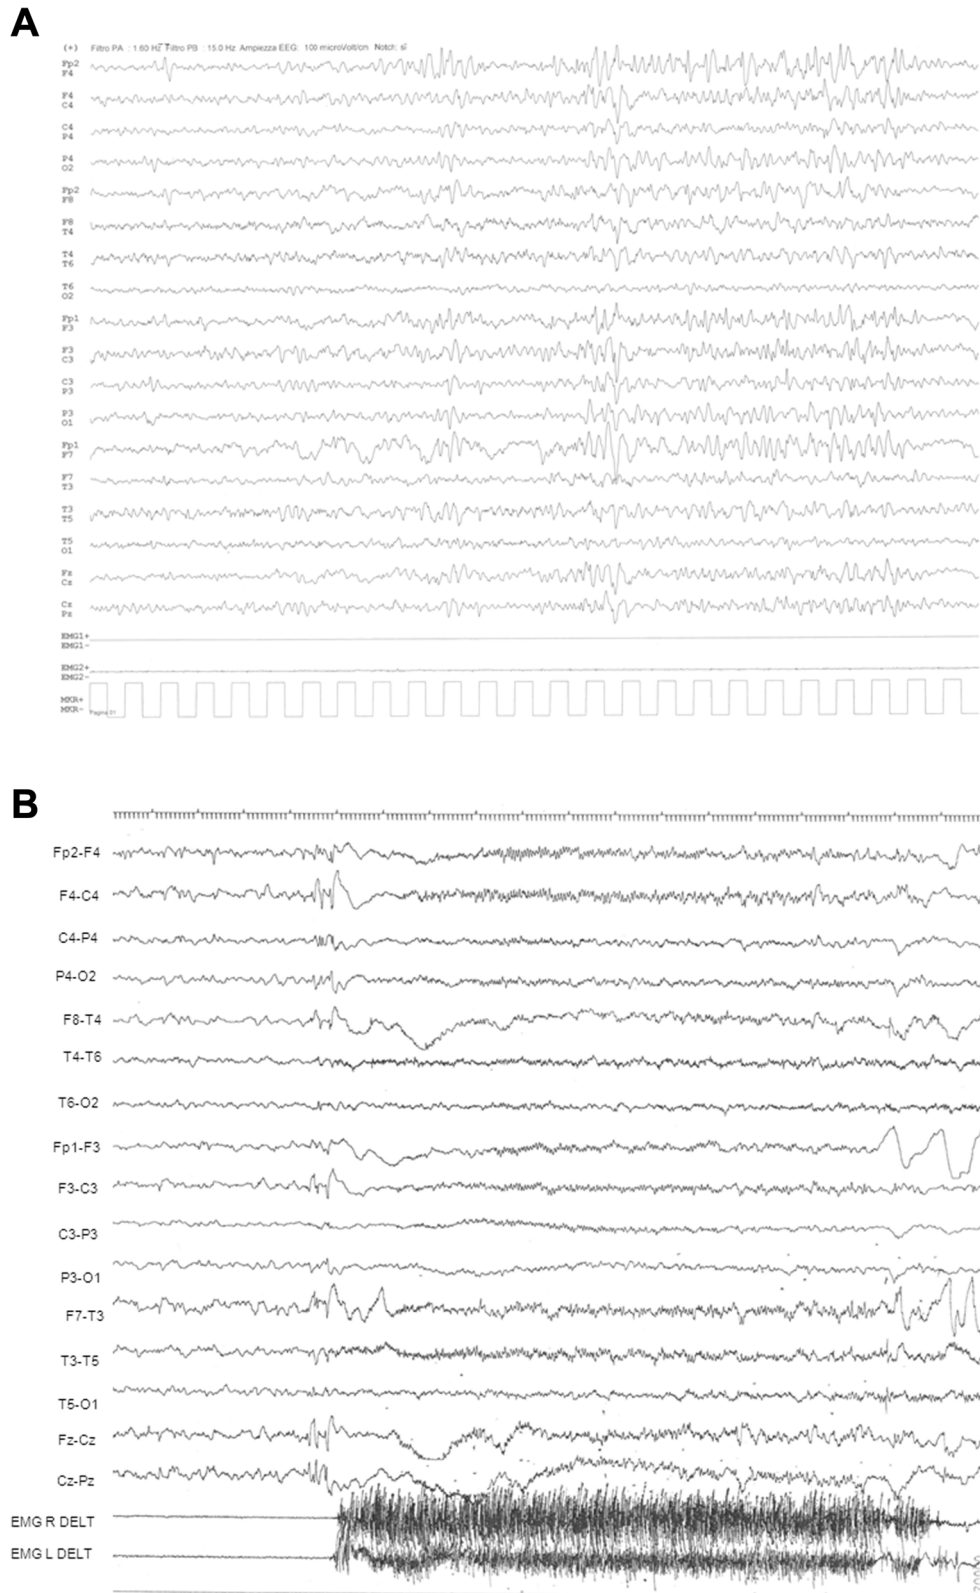 A
(+) Filtro PA : 1.60 Hz Filtro PB : 15.0 Hz Ampiezza EEG: 100 microVolt/cm Notch: si
Fp2
F4
F4
C4
C4
P4
P4
O2
Fp2
F8
F8
T4
T4
T6
T6
O2
Fp1
F3
F3
C3
C3
P3
P3
O1
Fp1
F7
F7
T3
T3
T5
T5
O1
Fz
Cz
Cz
Pz
EMG1+
EMG1-
EMG2+
EMG2-
MKR+
MKR-
Pagina 01
B
Fp2-F4
F4-C4
C4-P4
P4-O2
F8-T4
T4-T6
T6-O2
Fp1-F3
F3-C3
C3-P3
P3-O1
F7-T3
T3-T5
T5-O1
Fz-Cz
Cz-Pz
EMG R DELT
EMG L DELT